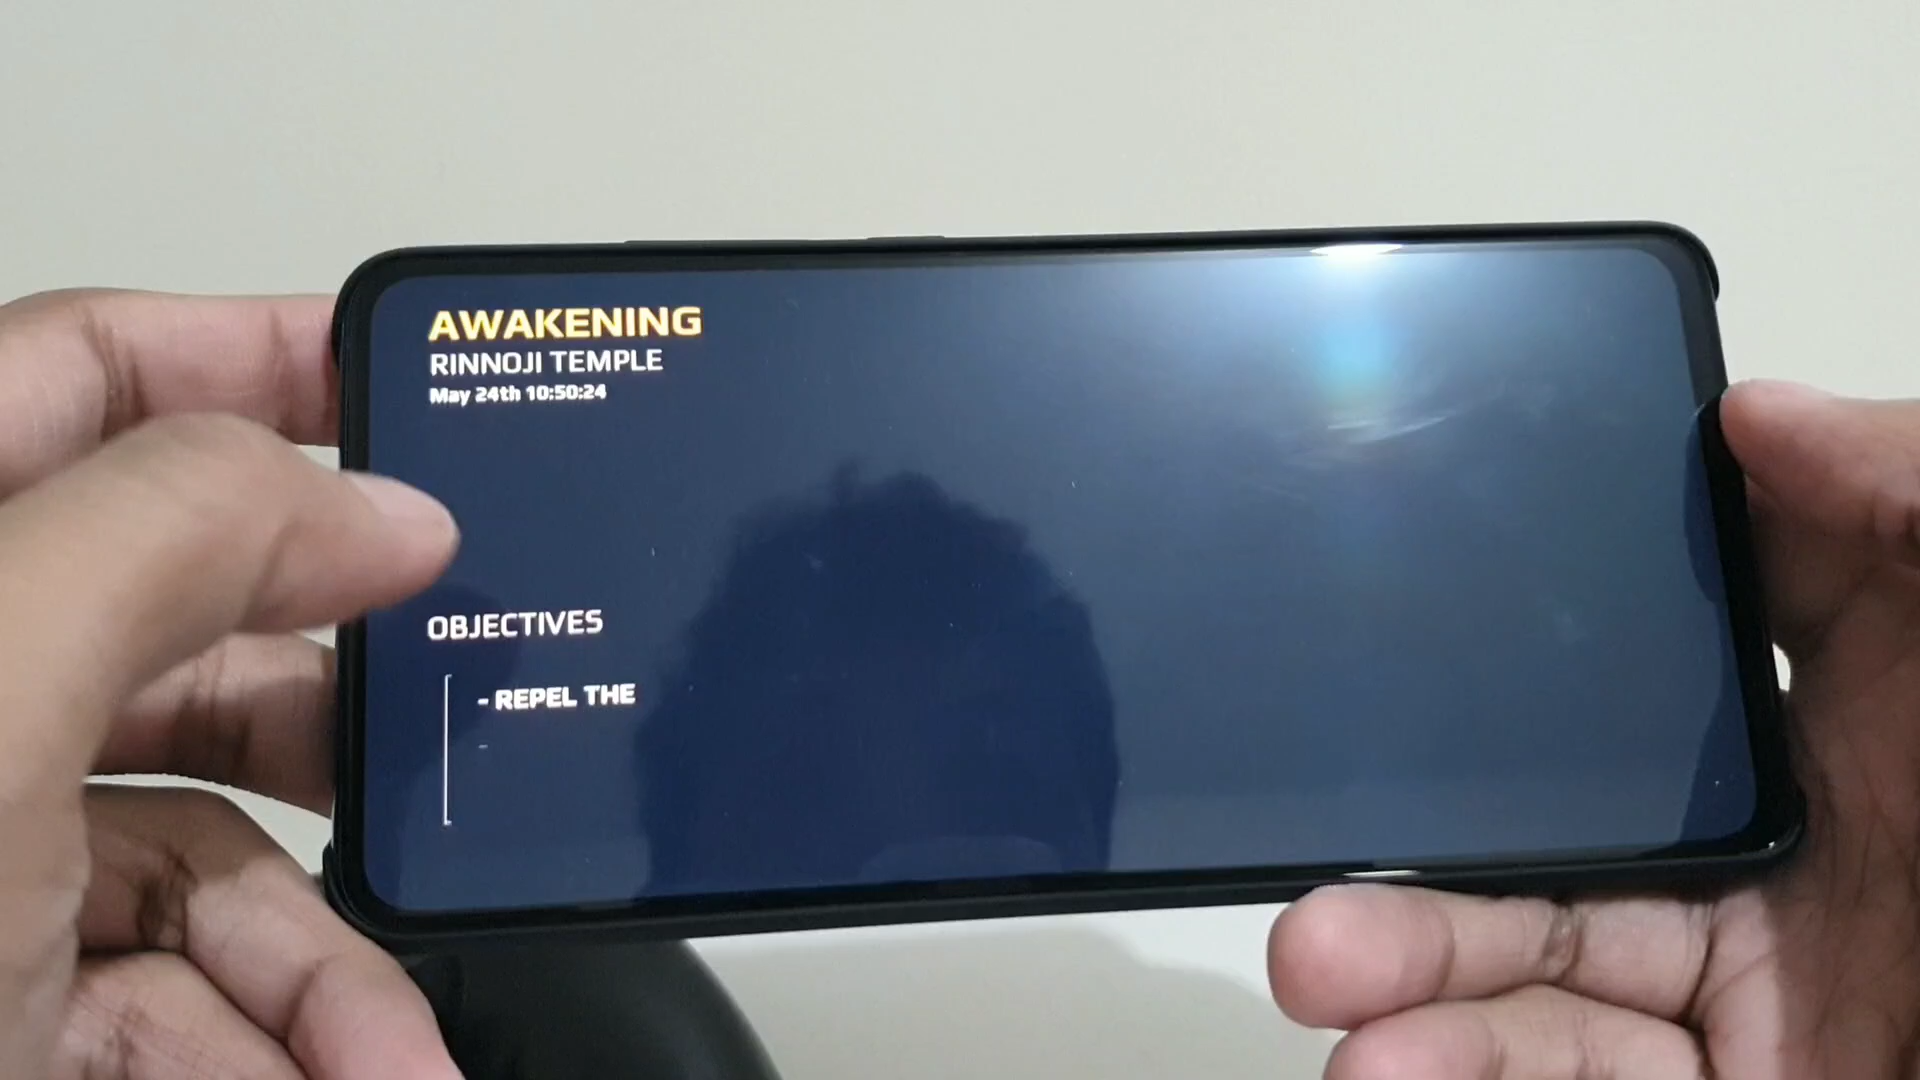 AWAKENING
RINNOJI TEMPLE
May 24th 10:50:24
OBJECTIVES
- REPEL THE
-